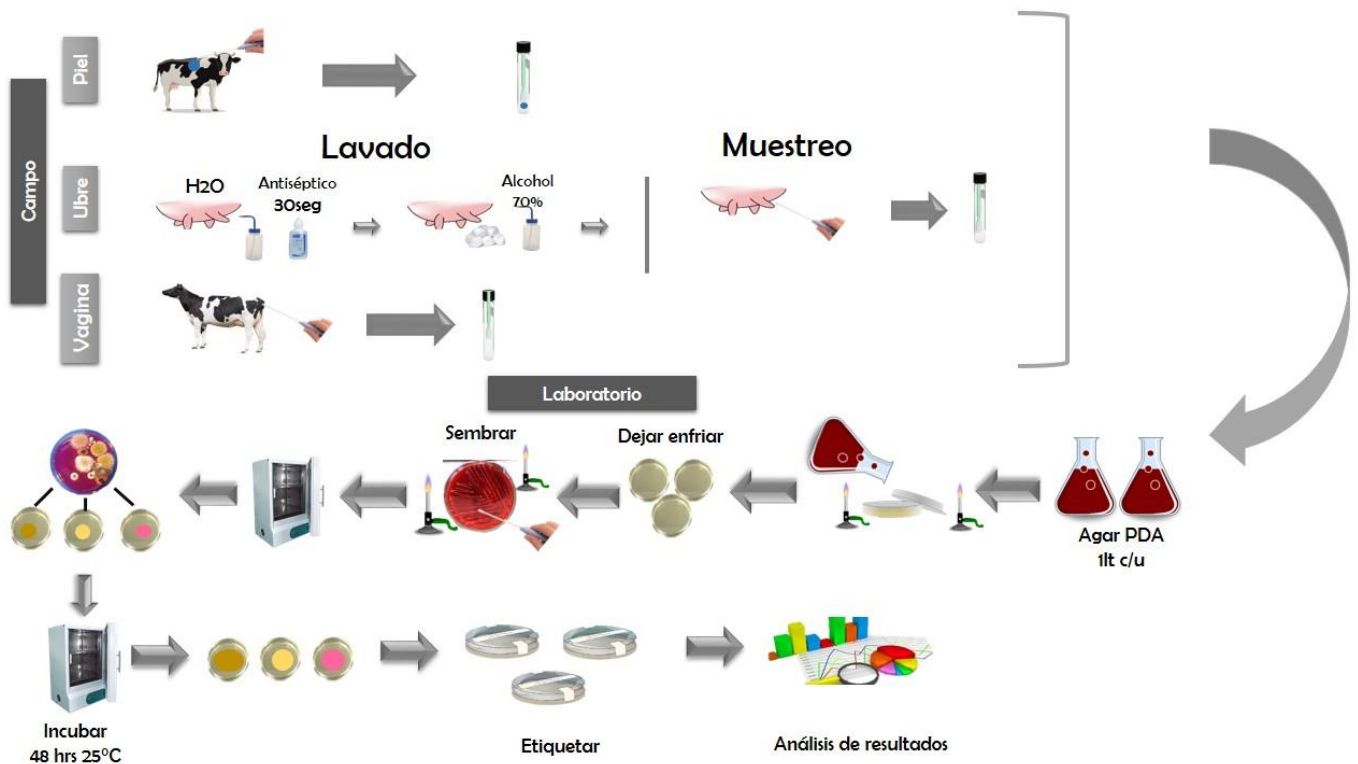 Campo
Piel
Ubre
Vagina
Lavado
Muestreo
H2O
Antiséptico
30seg
Alcohol
70%
Laboratorio
Sembrar
Dejar enfriar
Agar PDA
1lt c/u
Incubar
48 hrs 25ºC
Etiquetar
Análisis de resultados